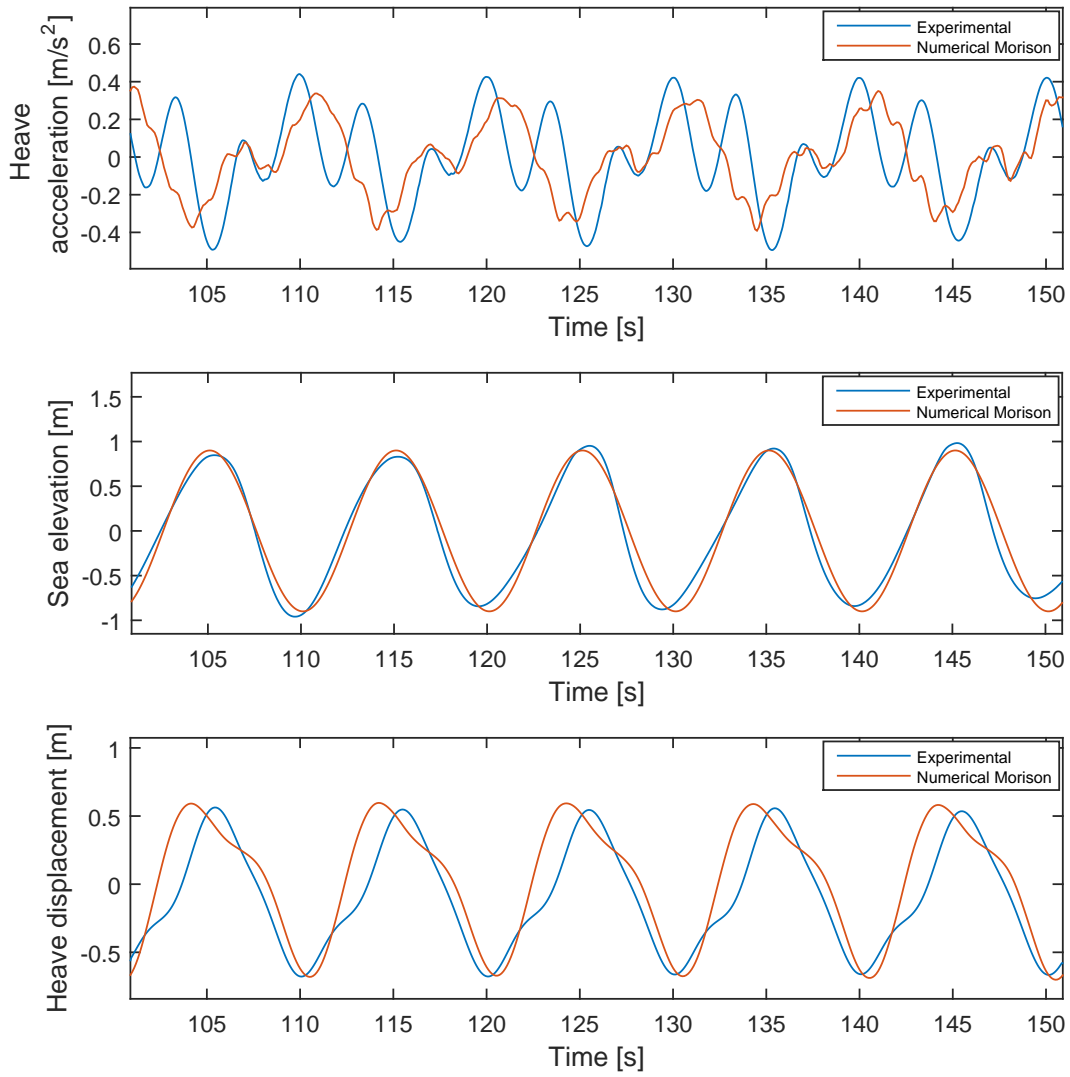 Heave
acceleration [m/s2]
0.6
0.4
0.2
0
-0.2
-0.4
Experimental
Numerical Morison
105 110 115 120 125 130 135 140 145 150
Time [s]
Sea elevation [m]
1.5
1
0.5
0
-0.5
-1
Experimental
Numerical Morison
105 110 115 120 125 130 135 140 145 150
Time [s]
Heave displacement [m]
1
0.5
0
-0.5
Experimental
Numerical Morison
105 110 115 120 125 130 135 140 145 150
Time [s]